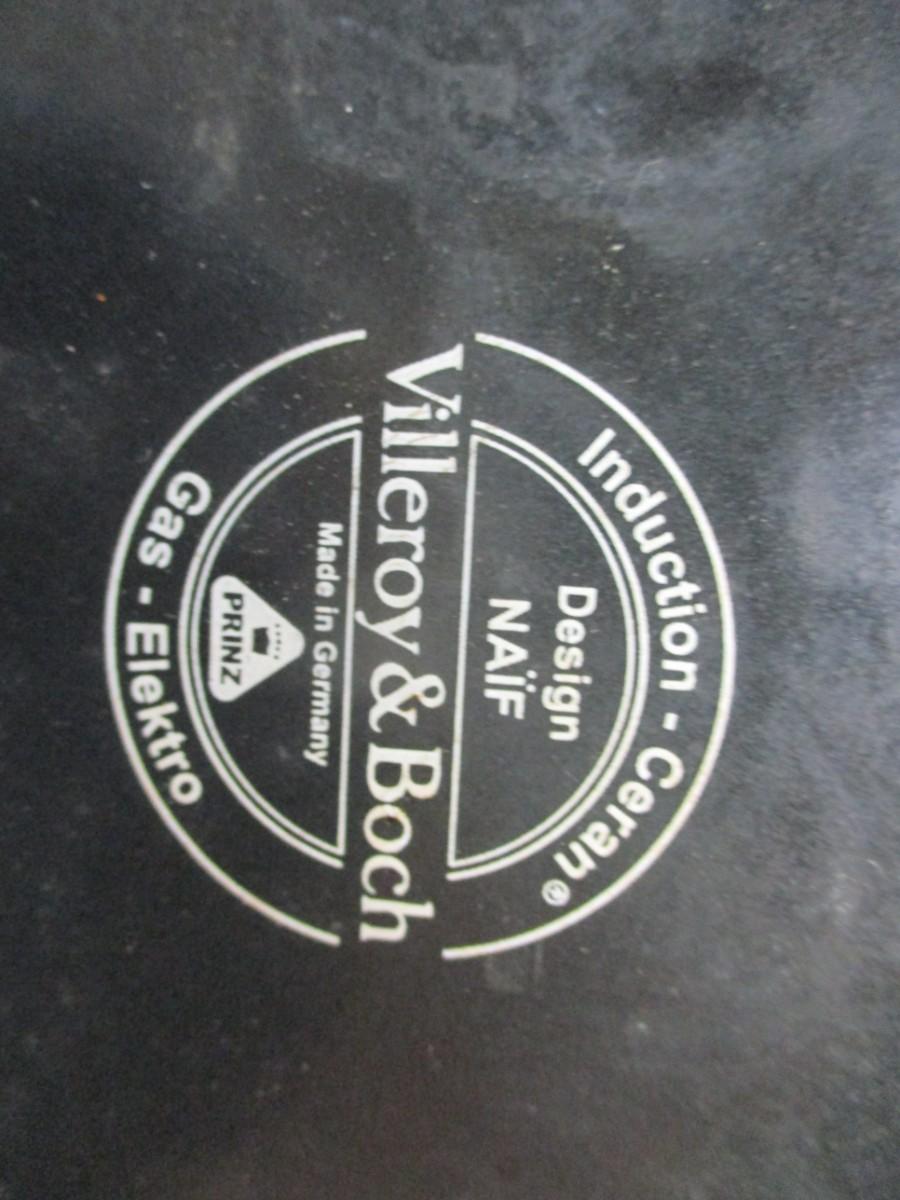 Induction - Ceran®
Design
NAÏF
Villeroy & Boch
Made in Germany
PRINZ
Gas - Elektro